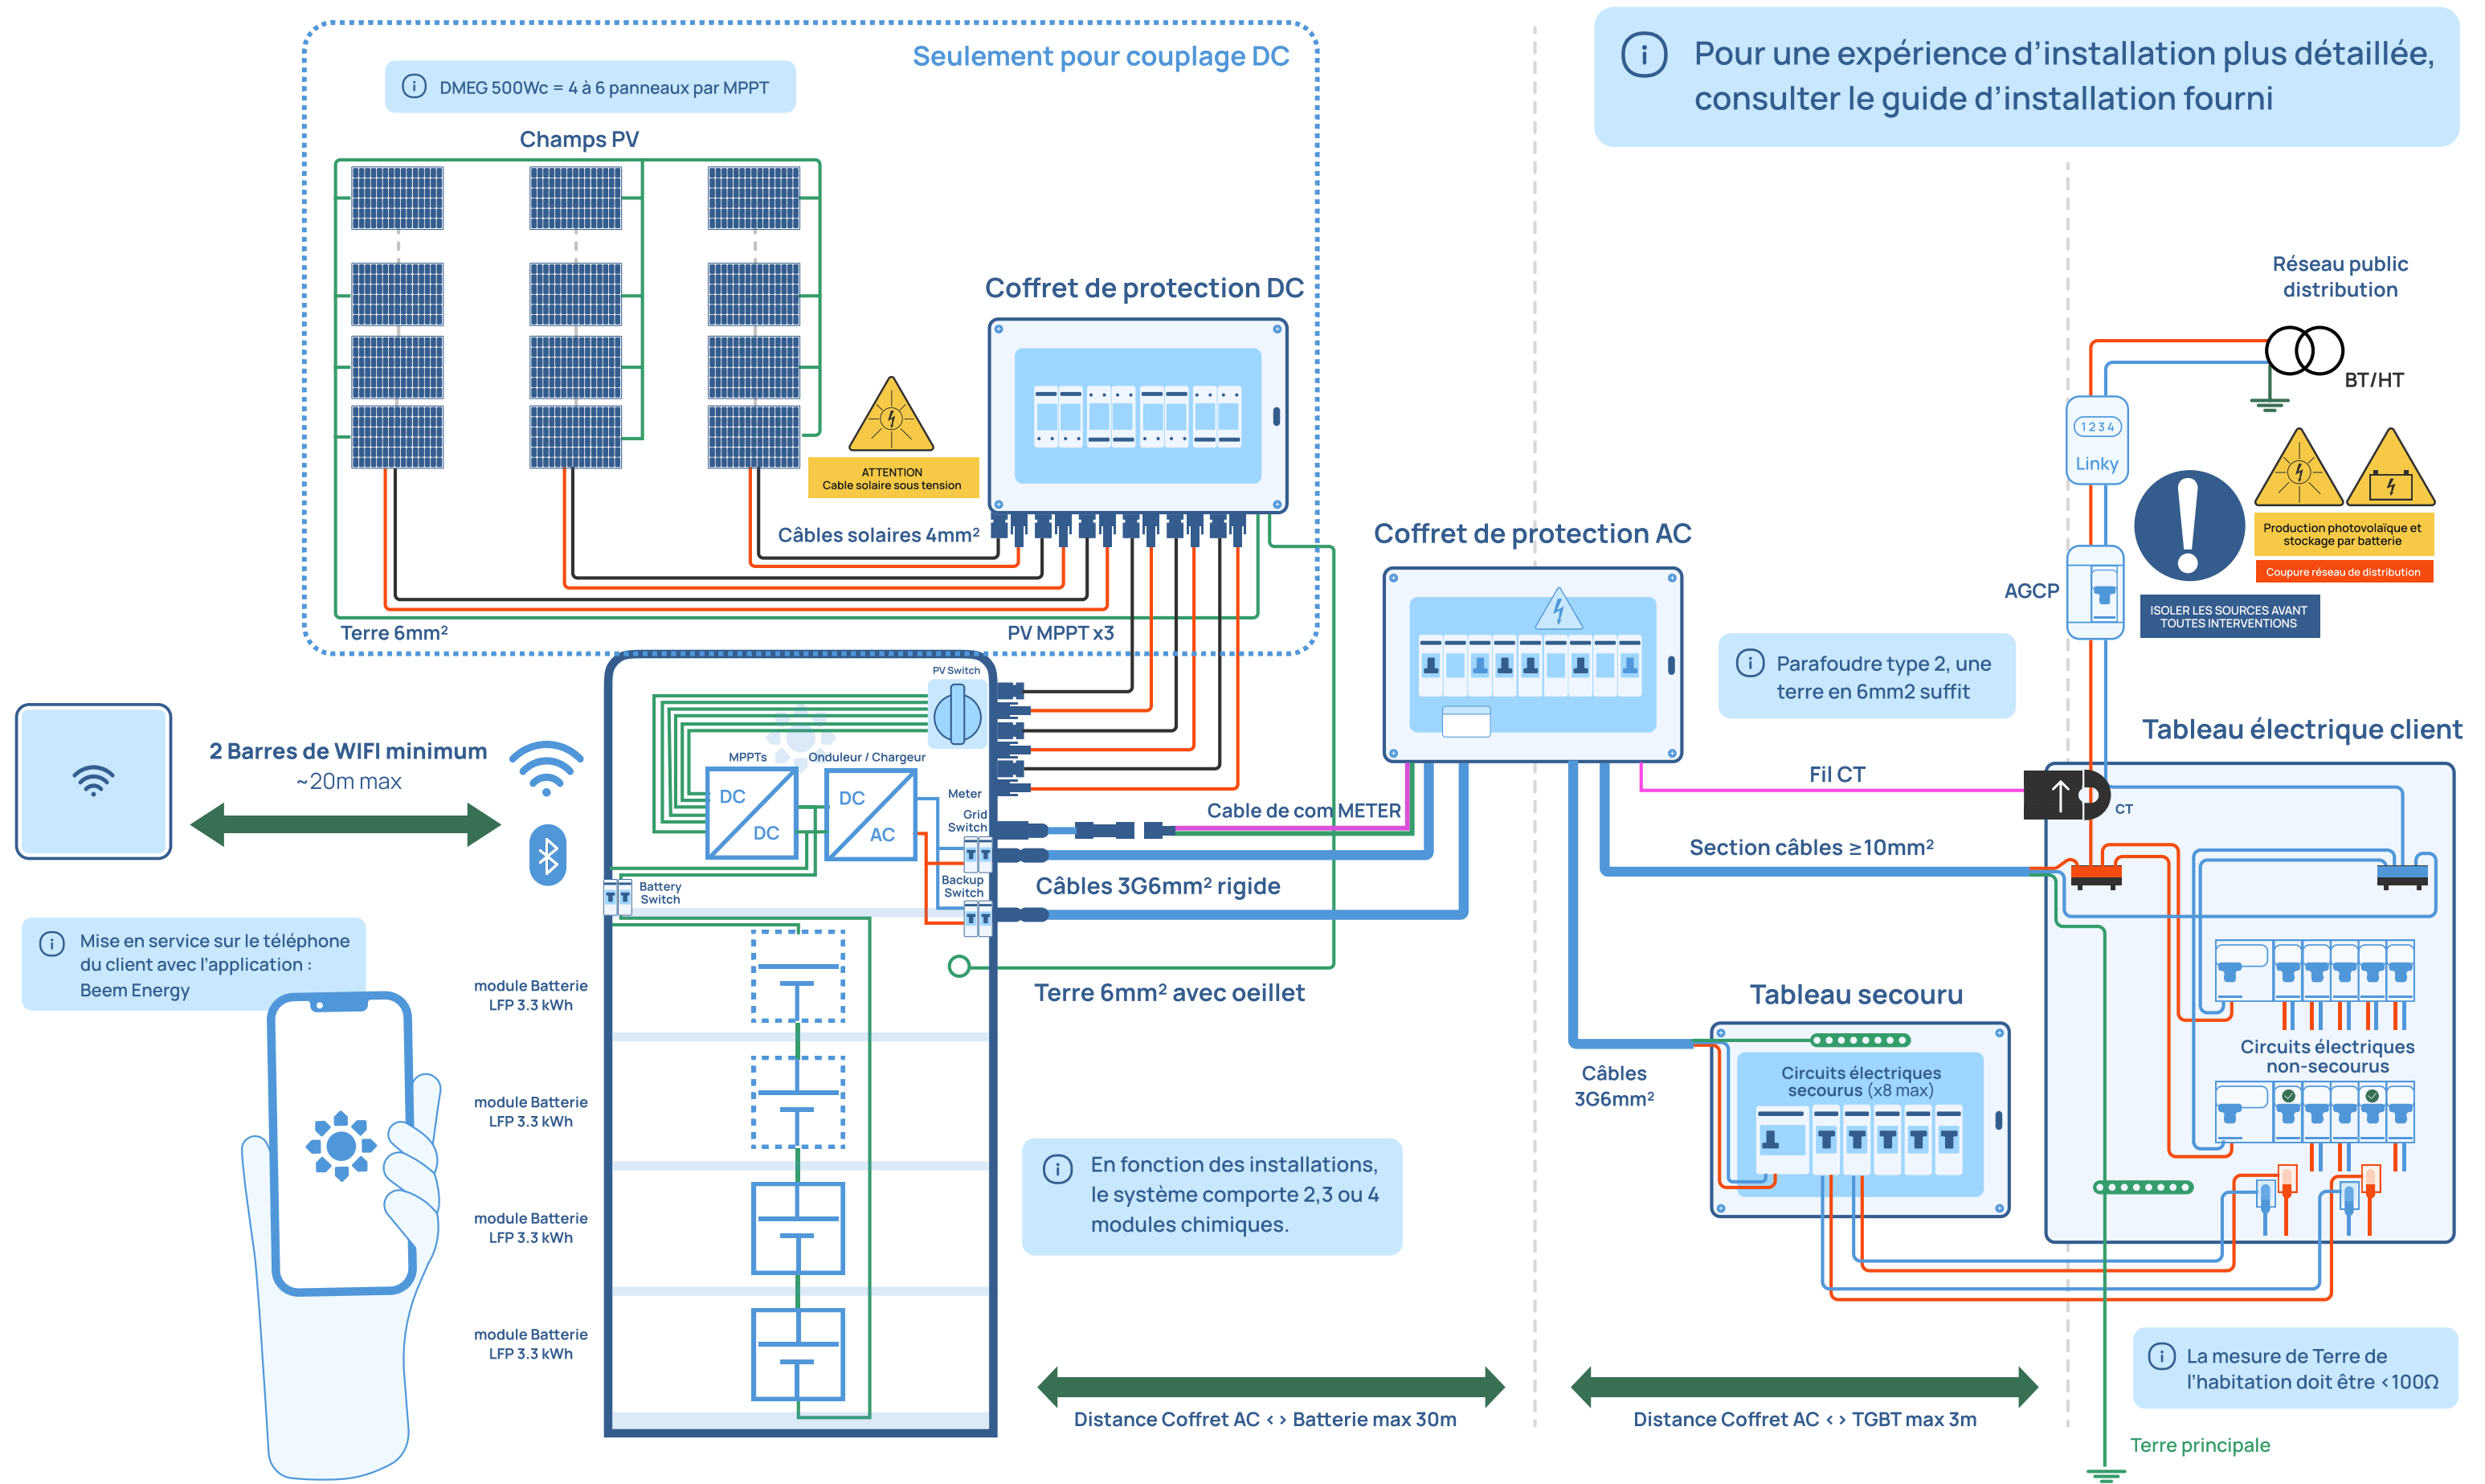 Seulement pour couplage DC
DMEG 500Wc = 4 à 6 panneaux par MPPT
Champs PV
Coffret de protection DC
ATTENTION
Cable solaire sous tension
Câbles solaires 4mm²
Terre 6mm²
PV MPPT x3
Pour une expérience d'installation plus détaillée,
consulter le guide d'installation fourni
Réseau public
distribution
BT/HT
1 2 3 4
Linky
AGCP
Production photovolaïque et
stockage par batterie
Coupure réseau de distribution
ISOLER LES SOURCES AVANT
TOUTES INTERVENTIONS
Coffret de protection AC
Parafoudre type 2, une
terre en 6mm2 suffit
Tableau électrique client
2 Barres de WIFI minimum
~20m max
PV Switch
MPPTs
Onduleur / Chargeur
DC
DC
DC
AC
Meter
Grid
Switch
Backup
Switch
Battery
Switch
Cable de com METER
Fil CT
CT
Section câbles ≥10mm²
Câbles 3G6mm² rigide
Terre 6mm² avec oeillet
Mise en service sur le téléphone
du client avec l'application :
Beem Energy
module Batterie
LFP 3.3 kWh
module Batterie
LFP 3.3 kWh
module Batterie
LFP 3.3 kWh
module Batterie
LFP 3.3 kWh
En fonction des installations,
le système comporte 2,3 ou 4
modules chimiques.
Tableau secouru
Câbles
3G6mm²
Circuits électriques
secourus (x8 max)
Circuits électriques
non-secourus
Distance Coffret AC <> Batterie max 30m
Distance Coffret AC <> TGBT max 3m
La mesure de Terre de
l'habitation doit être <100Ω
Terre principale